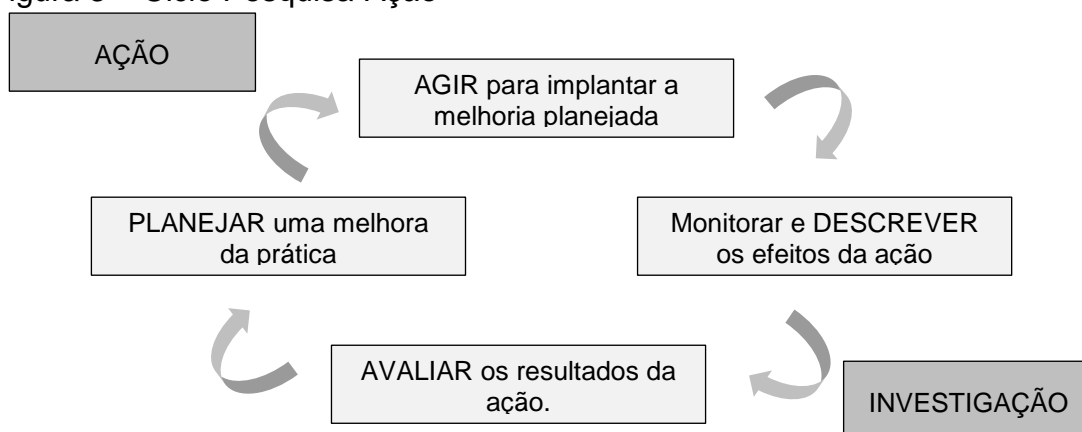 AÇÃO
AGIR para implantar a
melhoria planejada
PLANEJAR uma melhora
da prática
Monitorar e DESCREVER
os efeitos da ação
AVALIAR os resultados da
ação.
INVESTIGAÇÃO